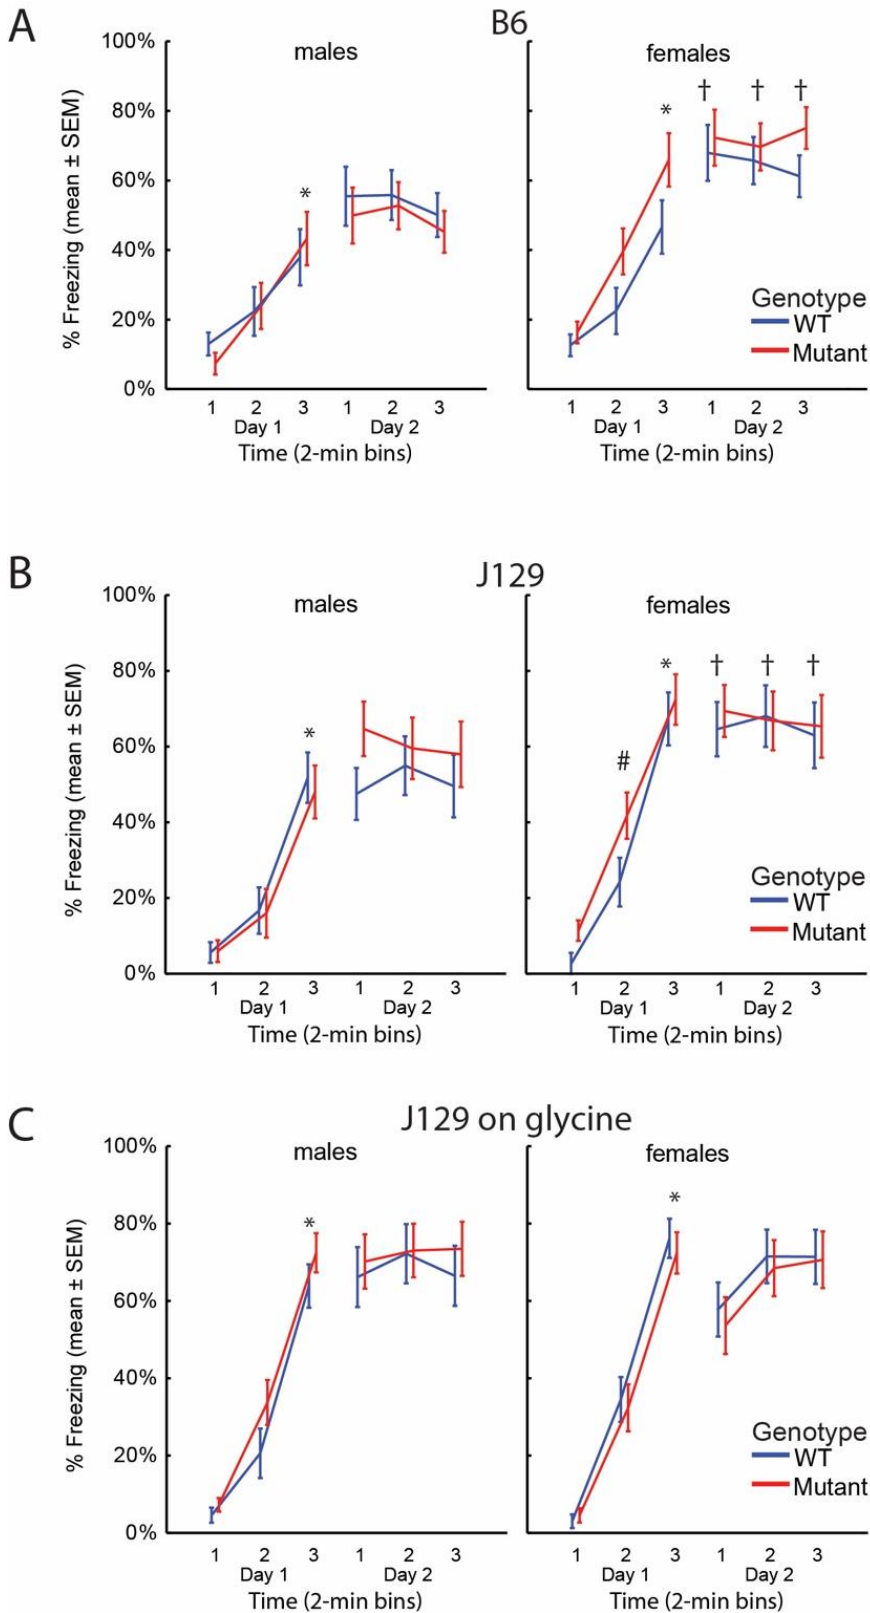 A
B6
males
females
% Freezing (mean ± SEM)
100%
80%
60%
40%
20%
0%
*
*
† † †
Genotype
WT
Mutant
1 2 3 1 2 3
Day 1 Day 2
Time (2-min bins)
1 2 3 1 2 3
Day 1 Day 2
Time (2-min bins)
B
J129
males
females
% Freezing (mean ± SEM)
100%
80%
60%
40%
20%
0%
*
#
*
† † †
Genotype
WT
Mutant
1 2 3 1 2 3
Day 1 Day 2
Time (2-min bins)
1 2 3 1 2 3
Day 1 Day 2
Time (2-min bins)
C
J129 on glycine
males
females
% Freezing (mean ± SEM)
100%
80%
60%
40%
20%
0%
*
*
Genotype
WT
Mutant
1 2 3 1 2 3
Day 1 Day 2
Time (2-min bins)
1 2 3 1 2 3
Day 1 Day 2
Time (2-min bins)